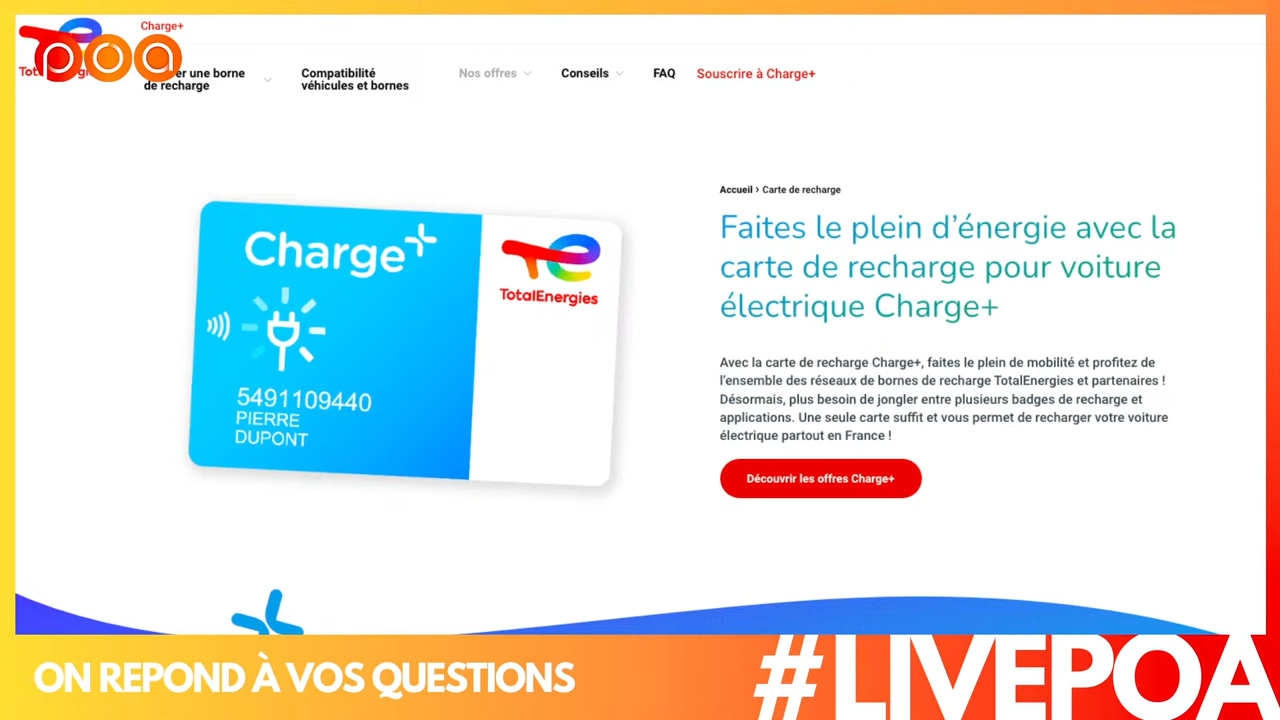 Charge+
poa
er une borne
de recharge
Compatibilité
véhicules et bornes
Nos offres
Conseils
FAQ
Souscrire à Charge+
Charge+
TotalEnergies
5491109440
PIERRE
DUPONT
Accueil › Carte de recharge
Faites le plein d’énergie avec la
carte de recharge pour voiture
électrique Charge+
Avec la carte de recharge Charge+, faites le plein de mobilité et profitez de
l’ensemble des réseaux de bornes de recharge TotalEnergies et partenaires !
Désormais, plus besoin de jongler entre plusieurs badges de recharge et
applications. Une seule carte suffit et vous permet de recharger votre voiture
électrique partout en France !
Découvrir les offres Charge+
ON REPOND À VOS QUESTIONS
#LIVEPOA